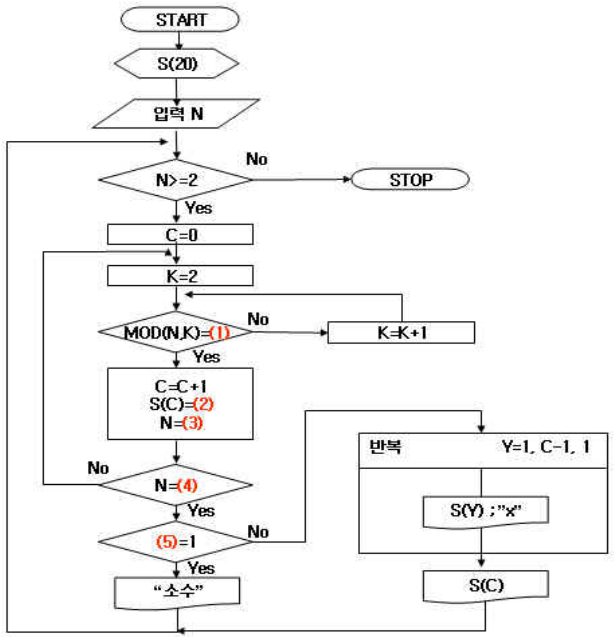 START
S(20)
입력 N
N>=2
No
STOP
Yes
C=0
K=2
MOD(N,K)=(1)
No
K=K+1
Yes
C=C+1
S(C)=(2)
N=(3)
No
N=(4)
Yes
(5)=1
No
Yes
"소수"
반복 Y=1, C-1, 1
S(Y) ;"x"
S(C)